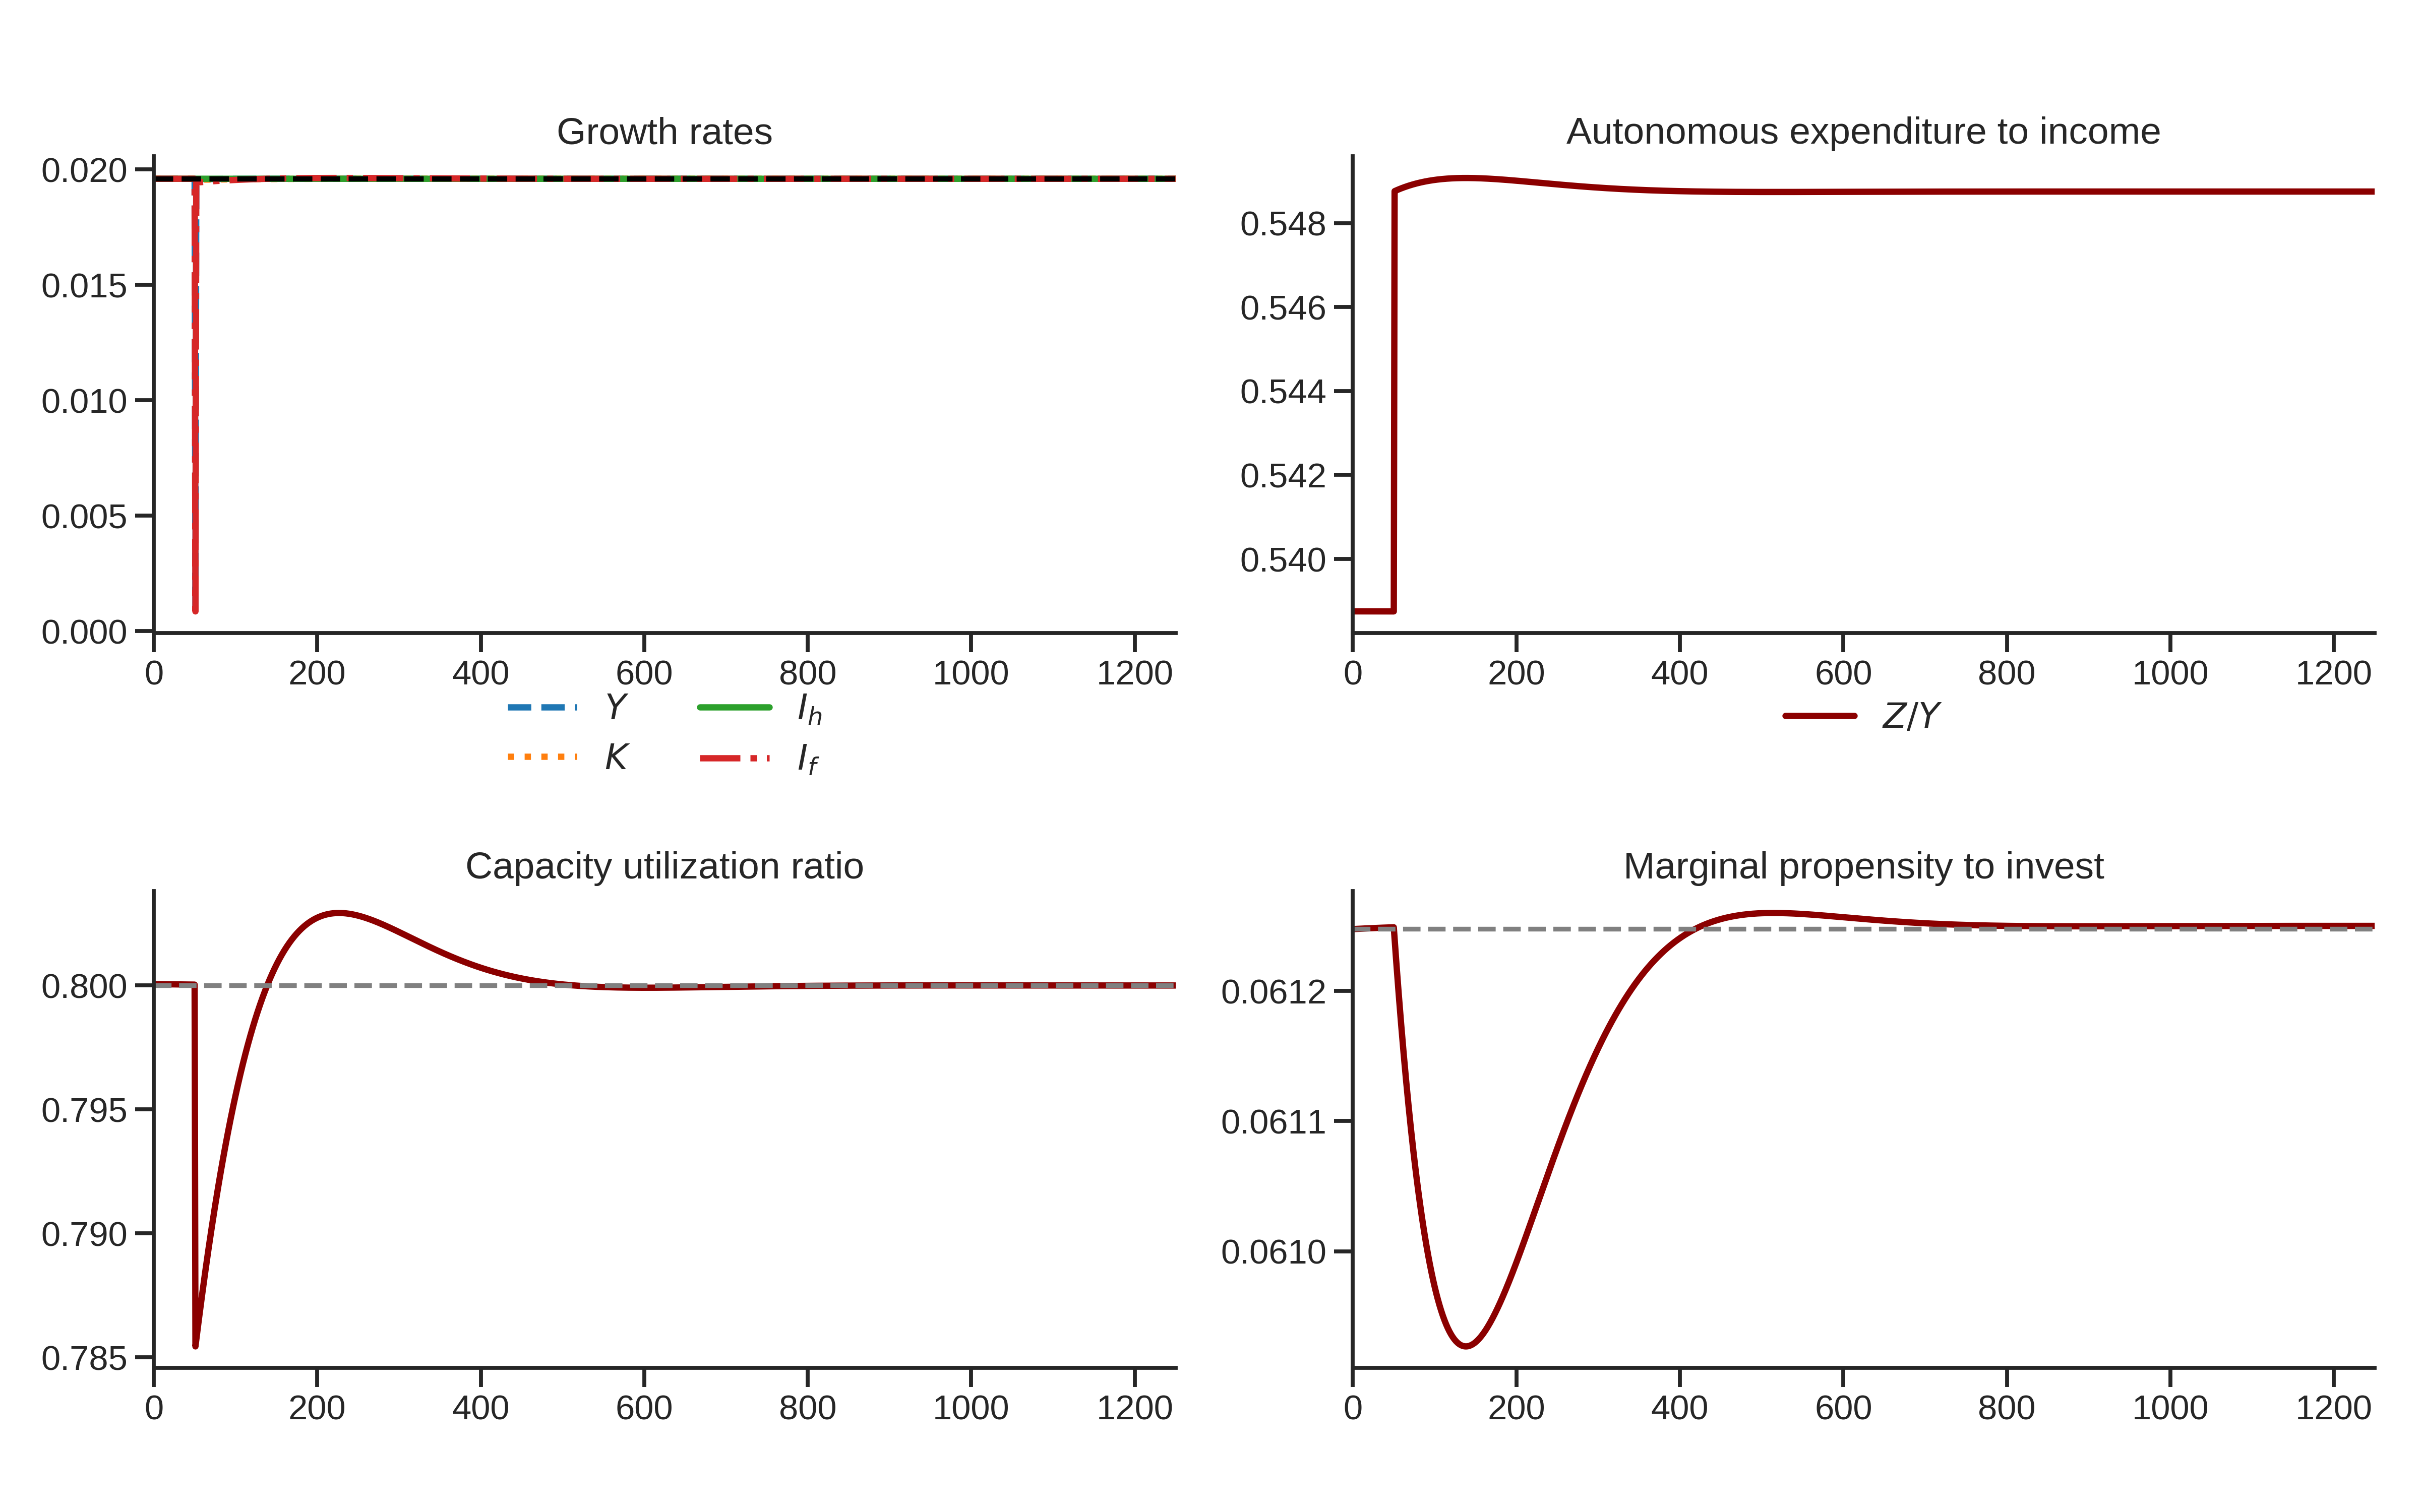 Growth rates
0.020
0.015
0.010
0.005
0.000
0 200 400 600 800 1000 1200
Y I_h
K I_f
Autonomous expenditure to income
0.548
0.546
0.544
0.542
0.540
0 200 400 600 800 1000 1200
Z/Y
Capacity utilization ratio
0.800
0.795
0.790
0.785
0 200 400 600 800 1000 1200
Marginal propensity to invest
0.0612
0.0611
0.0610
0 200 400 600 800 1000 1200